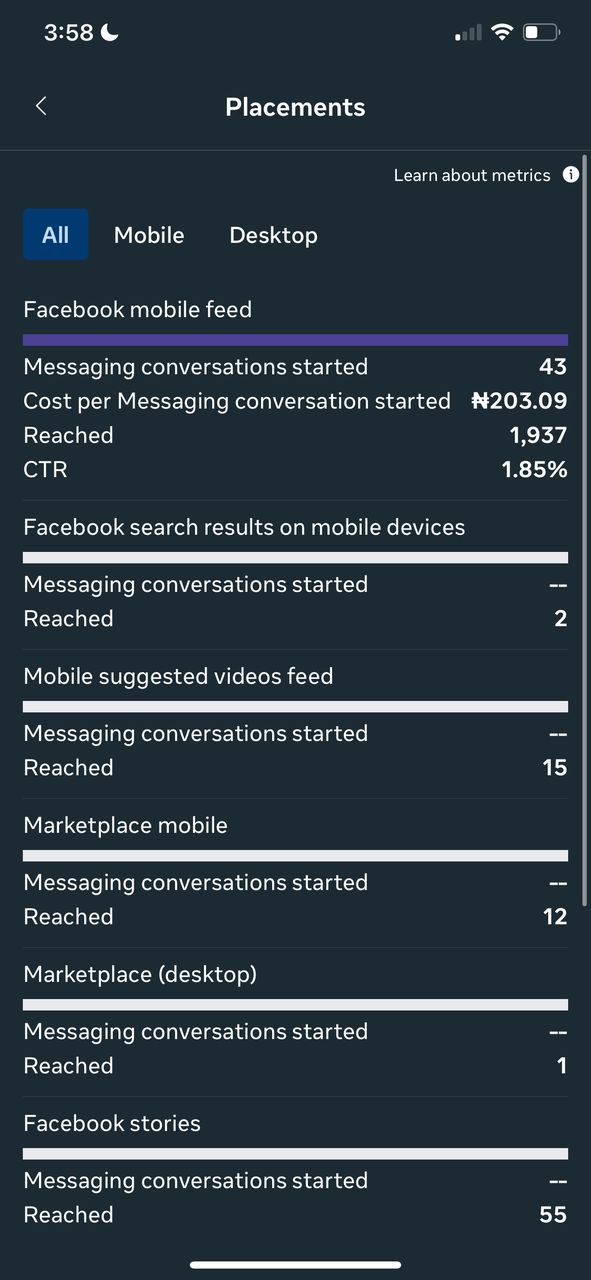 3:58
Placements
Learn about metrics
All Mobile Desktop
Facebook mobile feed
Messaging conversations started 43
Cost per Messaging conversation started ₦203.09
Reached 1,937
CTR 1.85%
Facebook search results on mobile devices
Messaging conversations started --
Reached 2
Mobile suggested videos feed
Messaging conversations started --
Reached 15
Marketplace mobile
Messaging conversations started --
Reached 12
Marketplace (desktop)
Messaging conversations started --
Reached 1
Facebook stories
Messaging conversations started --
Reached 55